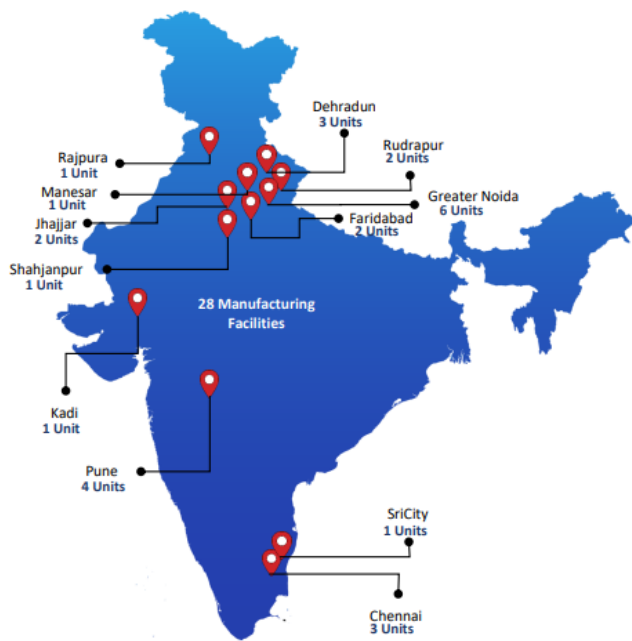 Dehradun
3 Units
Rudrapur
2 Units
Rajpura
1 Unit
Manesar
1 Unit
Greater Noida
6 Units
Jhajjar
2 Units
Faridabad
2 Units
Shahjanpur
1 Unit
28 Manufacturing
Facilities
Kadi
1 Unit
Pune
4 Units
SriCity
1 Units
Chennai
3 Units